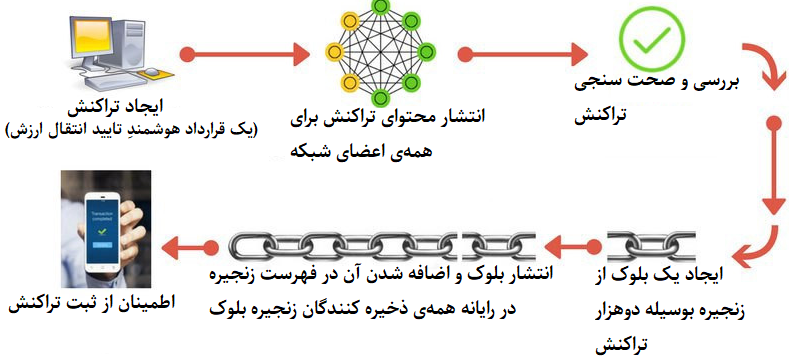 ایجاد تراکنش
(یک قرارداد هوشمندِ تایید انتقال ارزش)
انتشار محتوای تراکنش برای
همه‌ی اعضای شبکه
بررسی و صحت سنجی
تراکنش
ایجاد یک بلوک از
زنجیره بوسیله دوهزار
تراکنش
انتشار بلوک و اضافه شدن آن در فهرست زنجیره
در رایانه همه‌ی ذخیره کنندگان زنجیره بلوک
Transaction
completed
اطمینان از ثبت تراکنش